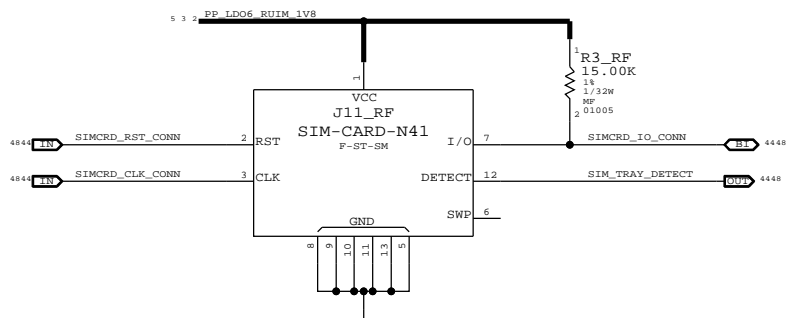 5 3 2 PP_LDO6_RUIM_1V8
1
R3_RF
15.00K
1%
1/32W
MF
2 01005
1
VCC
J11_RF
SIM-CARD-N41
F-ST-SM
4844 IN SIMCRD_RST_CONN 2 RST
I/O 7 SIMCRD_IO_CONN BI 4448
4844 IN SIMCRD_CLK_CONN 3 CLK
DETECT 12 SIM_TRAY_DETECT OUT 4448
SWP 6
GND
8 9 10 11 13 5